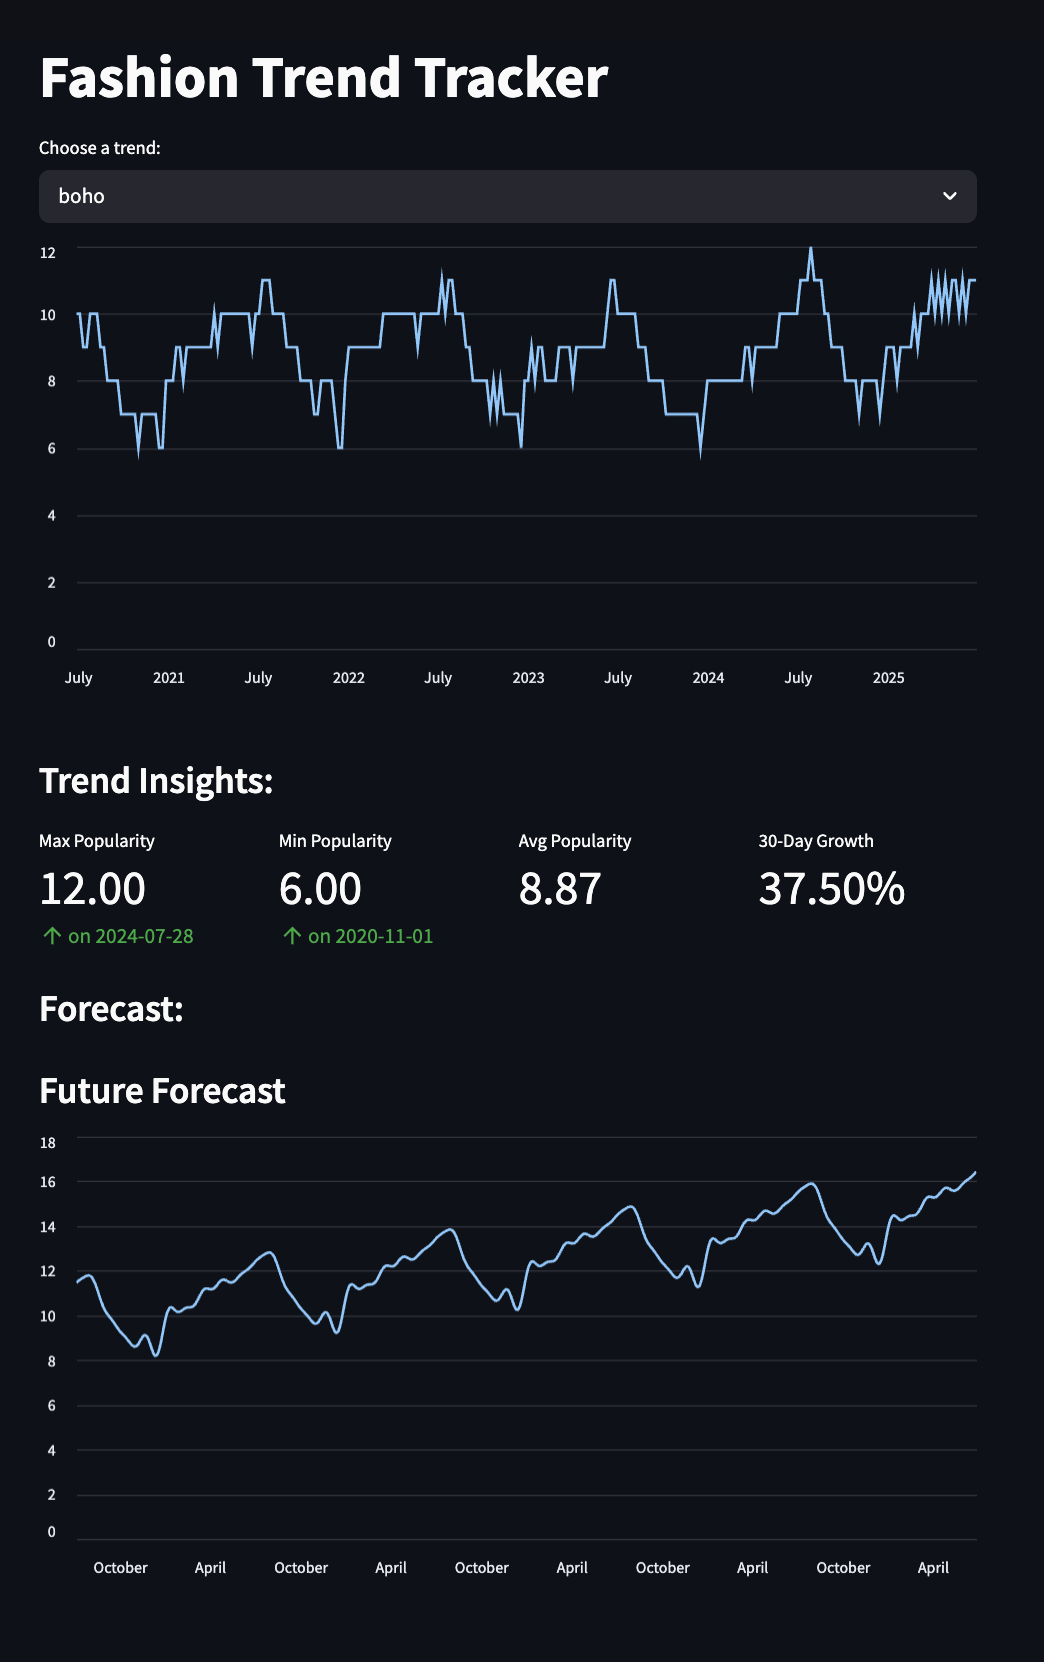 Fashion Trend Tracker
Choose a trend:
boho
12
10
8
6
4
2
0
July 2021 July 2022 July 2023 July 2024 July 2025
Trend Insights:
Max Popularity Min Popularity Avg Popularity 30-Day Growth
12.00 6.00 8.87 37.50%
↑ on 2024-07-28 ↑ on 2020-11-01
Forecast:
Future Forecast
18
16
14
12
10
8
6
4
2
0
October April October April October April October April October April